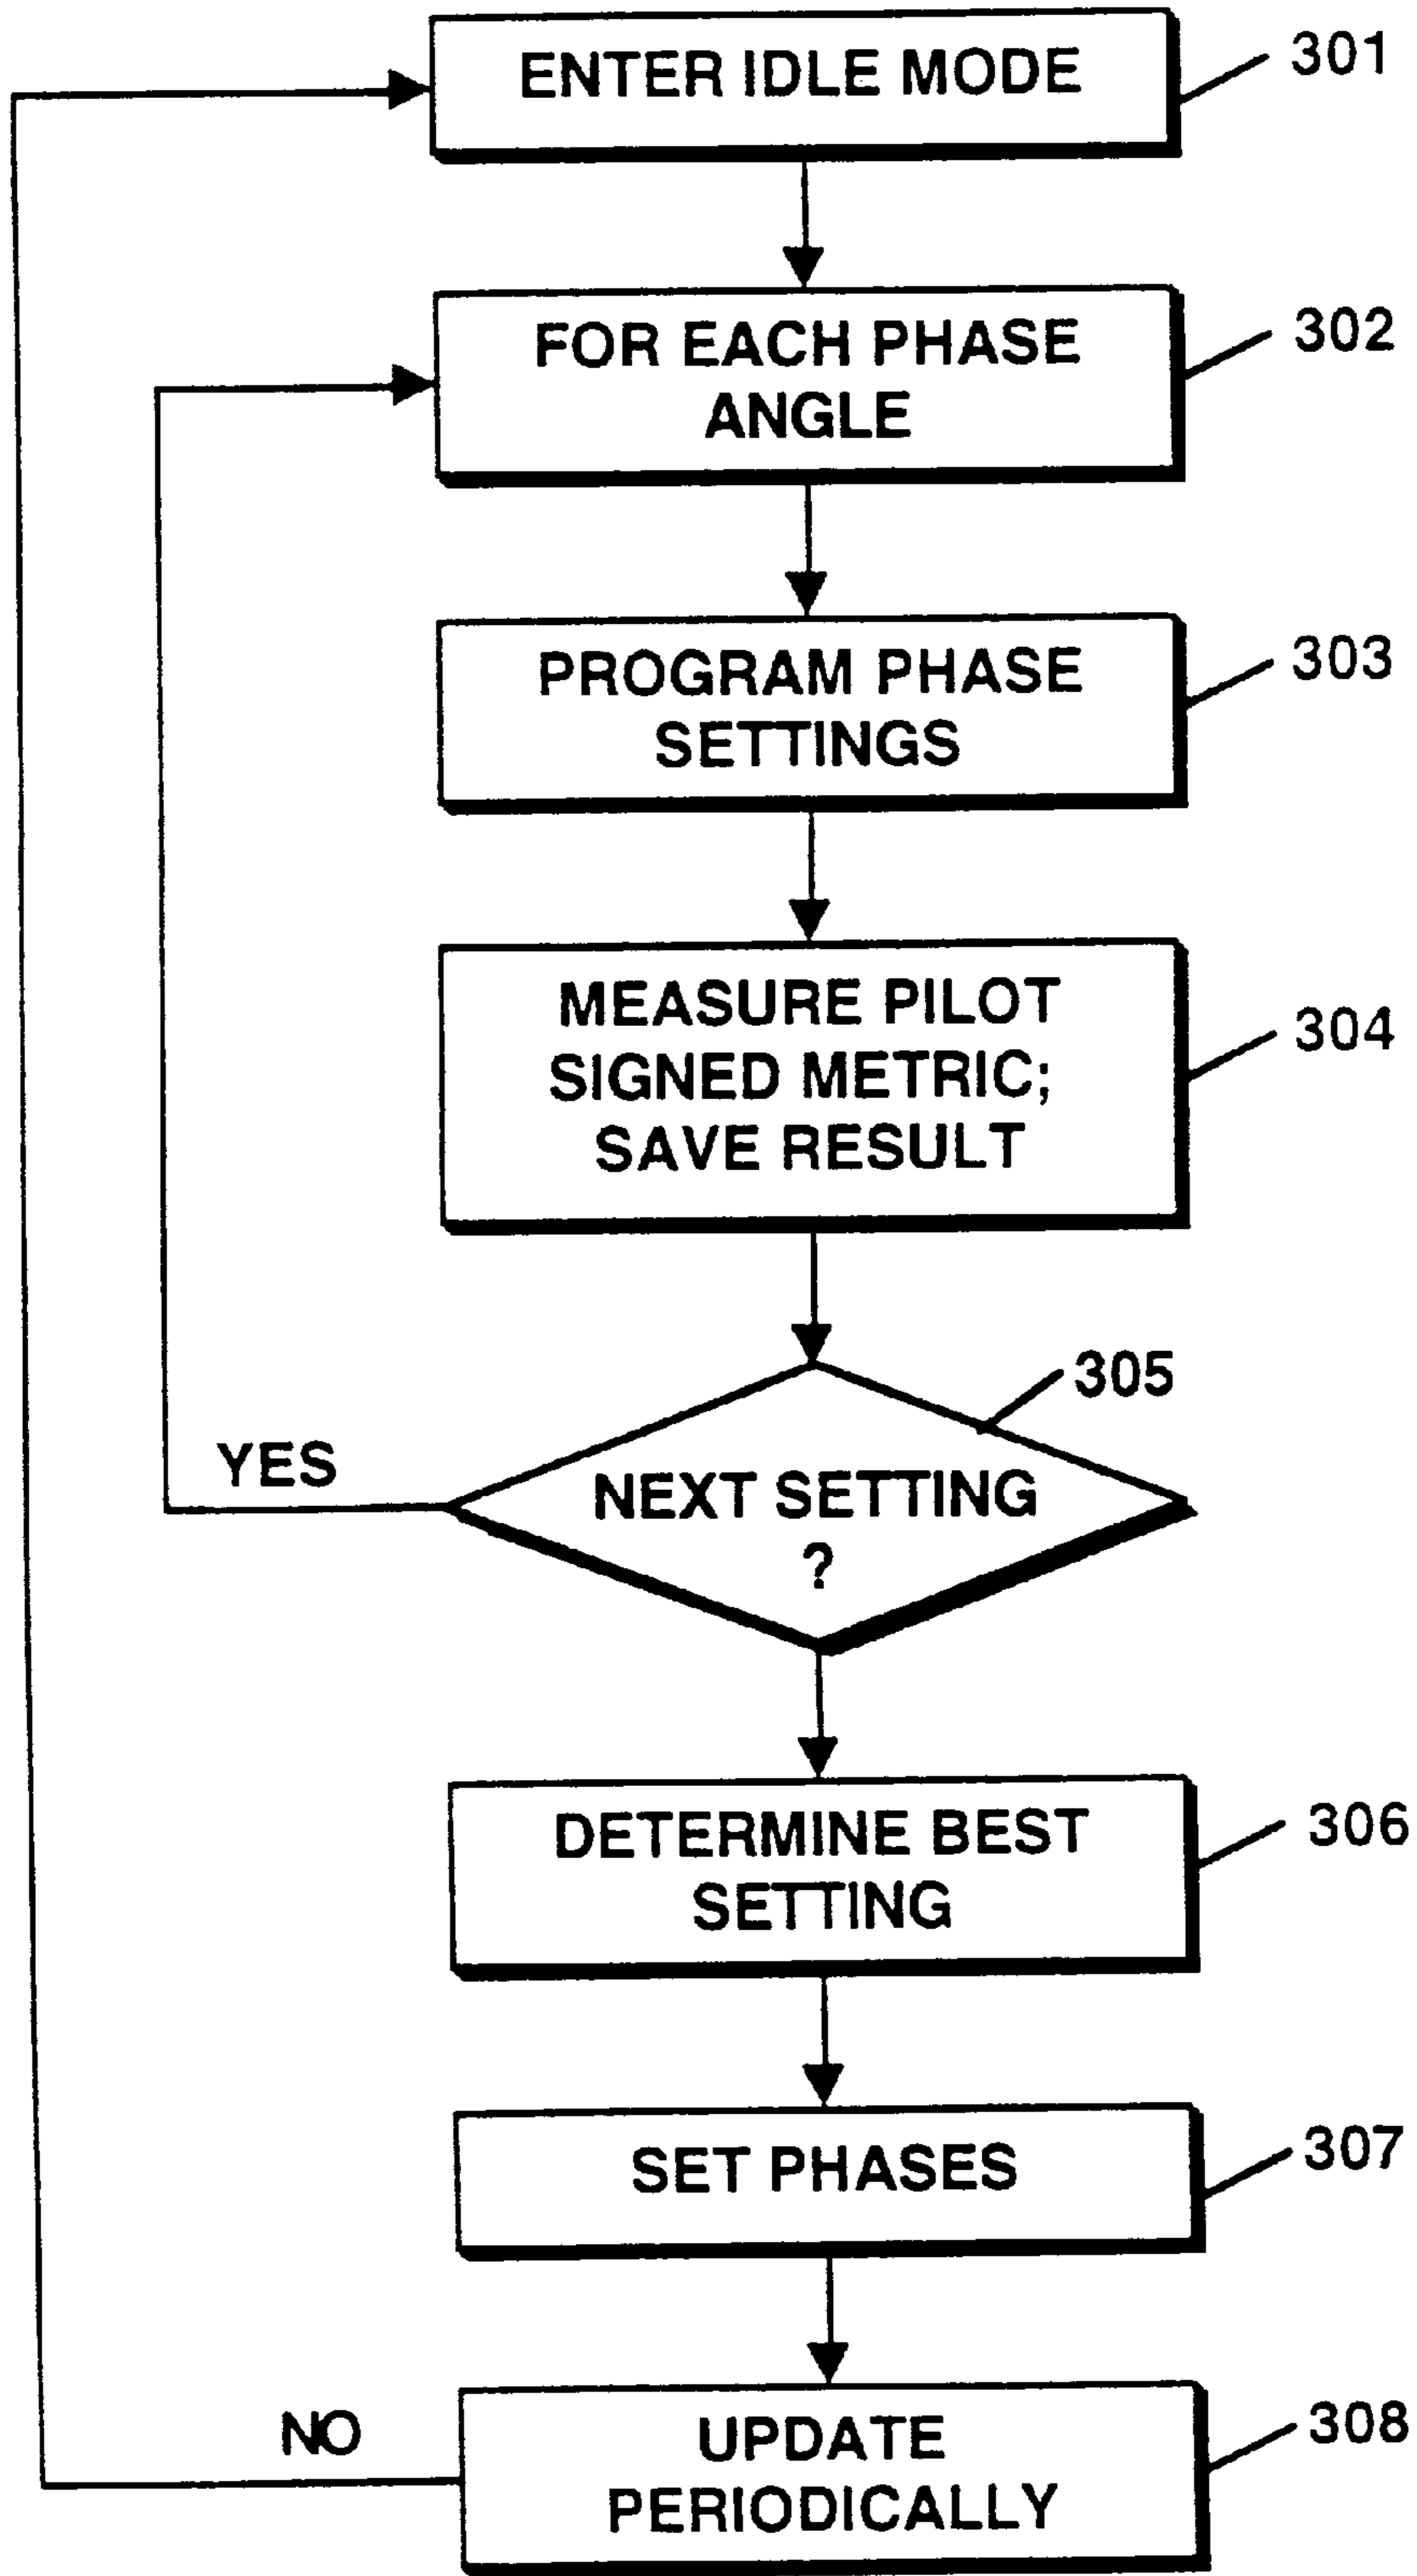 ENTER IDLE MODE
301
FOR EACH PHASE
ANGLE
302
PROGRAM PHASE
SETTINGS
303
MEASURE PILOT
SIGNED METRIC;
SAVE RESULT
304
305
YES
NEXT SETTING
?
DETERMINE BEST
SETTING
306
SET PHASES
307
NO
UPDATE
PERIODICALLY
308